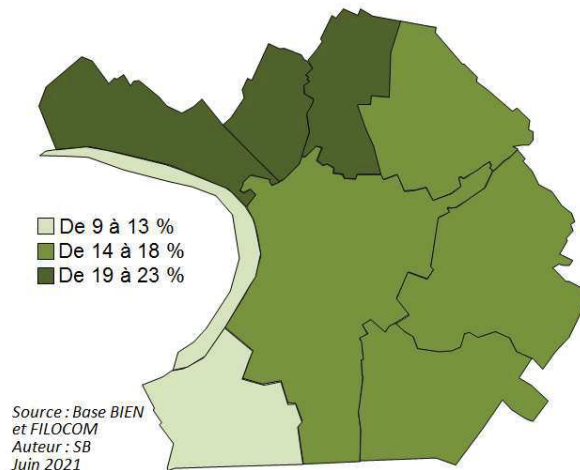 De 9 à 13 %
De 14 à 18 %
De 19 à 23 %
Source : Base BIEN
et FILOCOM
Auteur : SB
Juin 2021